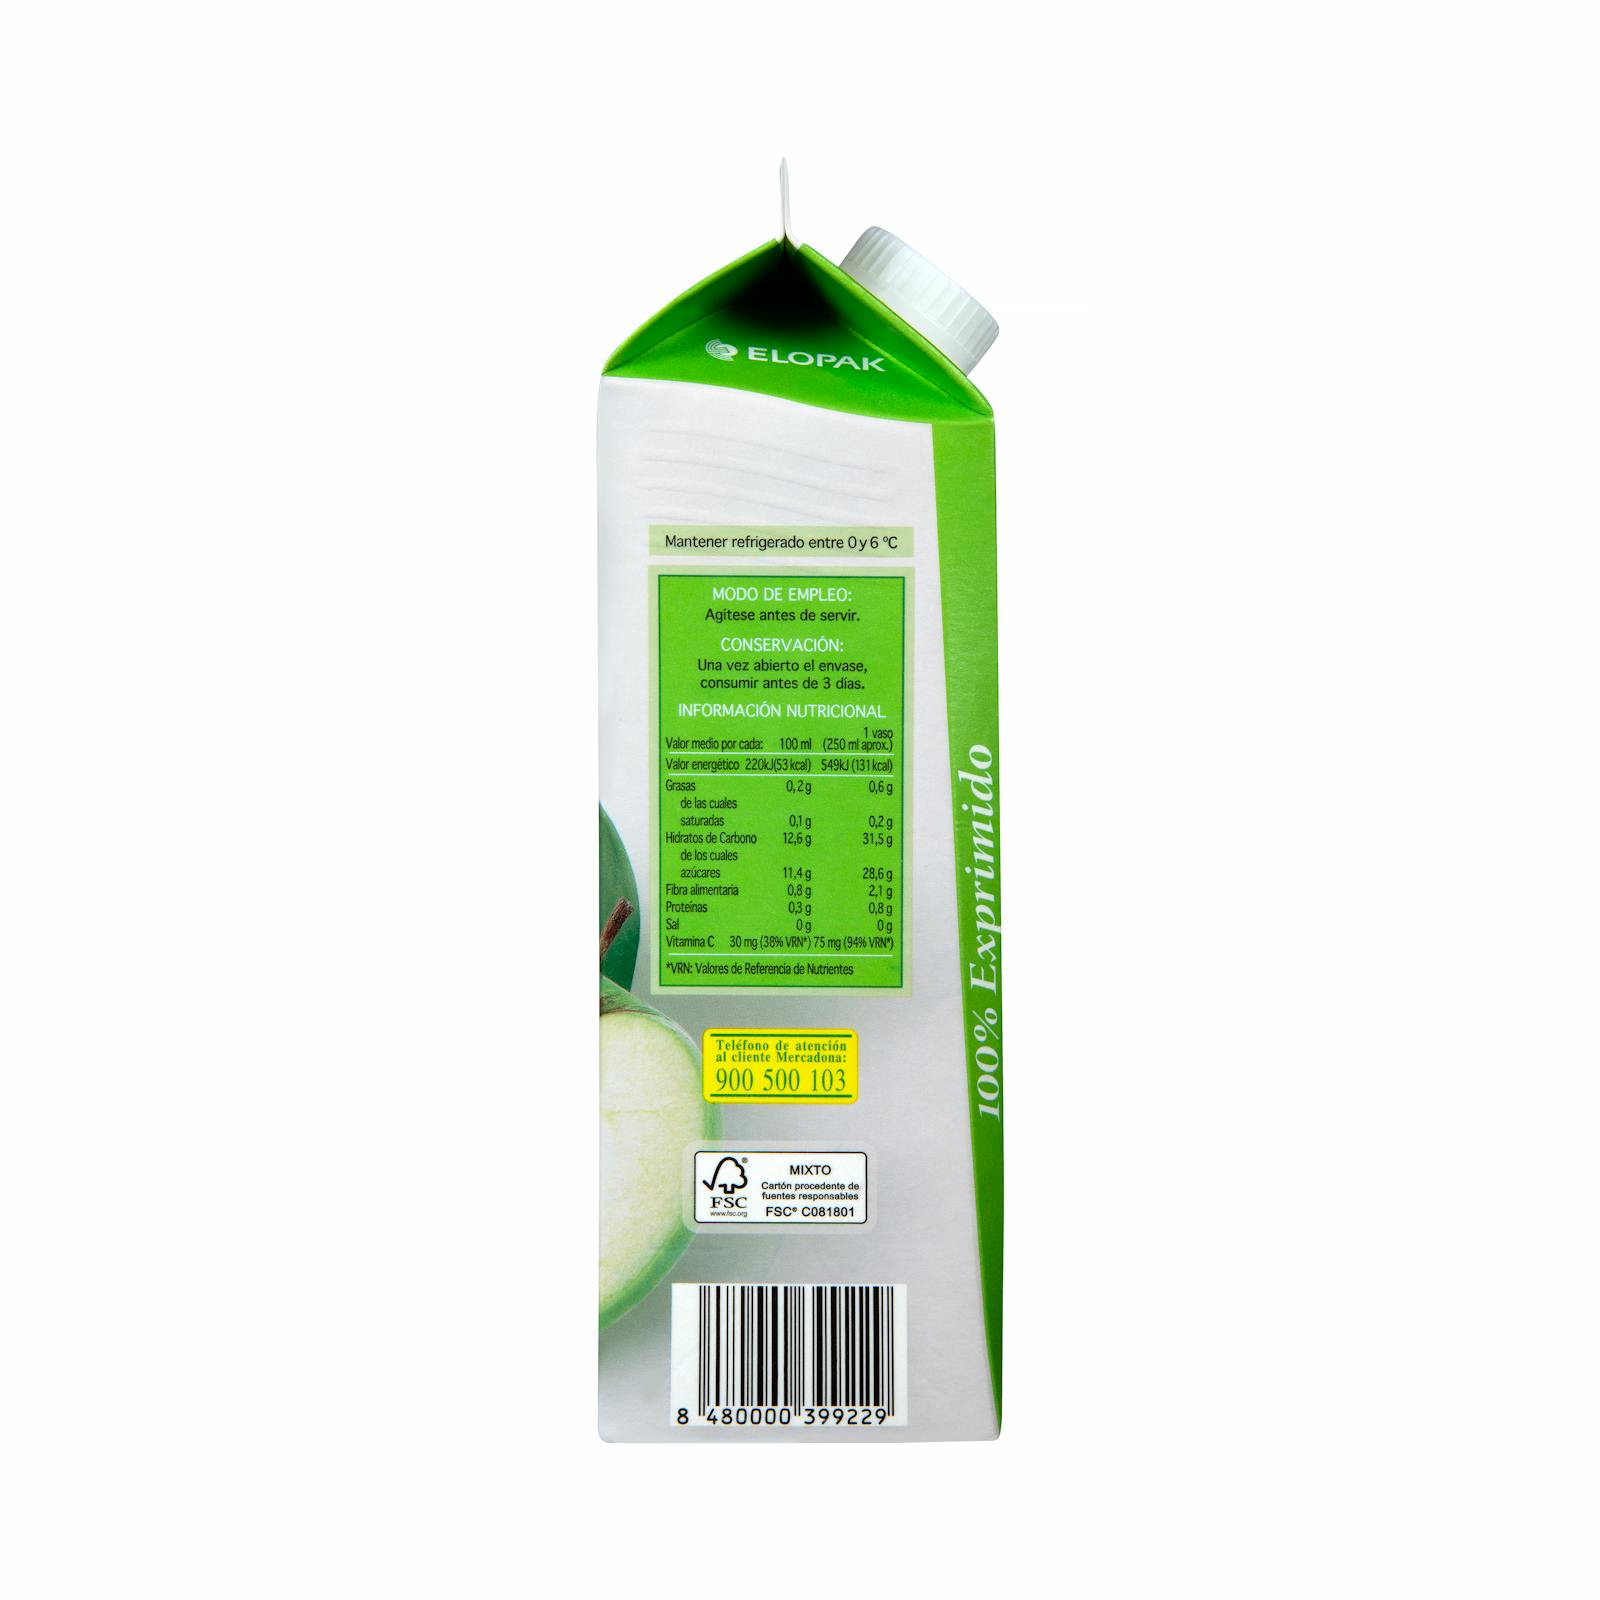 ELOPAK
Mantener refrigerado entre 0 y 6 ºC
MODO DE EMPLEO:
Agítese antes de servir.
CONSERVACIÓN:
Una vez abierto el envase,
consumir antes de 3 días.
INFORMACIÓN NUTRICIONAL
1 vaso
Valor medio por cada: 100 ml (250 ml aprox.)
Valor energético 220kJ(53 kcal) 549kJ (131 kcal)
Grasas 0,2 g 0,6 g
de las cuales
saturadas 0,1 g 0,2 g
Hidratos de Carbono 12,6 g 31,5 g
de los cuales
azúcares 11,4 g 28,6 g
Fibra alimentaria 0,8 g 2,1 g
Proteínas 0,3 g 0,8 g
Sal 0 g 0 g
Vitamina C 30 mg (38% VRN*) 75 mg (94% VRN*)
*VRN: Valores de Referencia de Nutrientes
100% Exprimido
Teléfono de atención
al cliente Mercadona:
900 500 103
MIXTO
Cartón procedente de
fuentes responsables
FSC® C081801
FSC
www.fsc.org
®
8 480000 399229